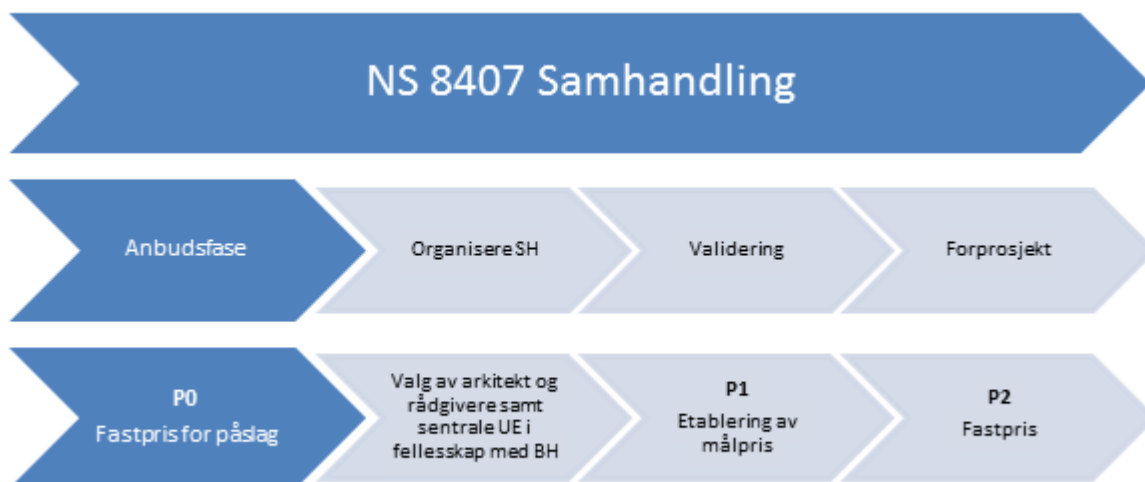 NS 8407 Samhandling
Anbudsfase
Organisere SH
Validering
Forprosjekt
P0
Fastpris for påslag
Valg av arkitekt og
rådgivere samt
sentrale UE i
fellesskap med BH
P1
Etablering av
målpris
P2
Fastpris